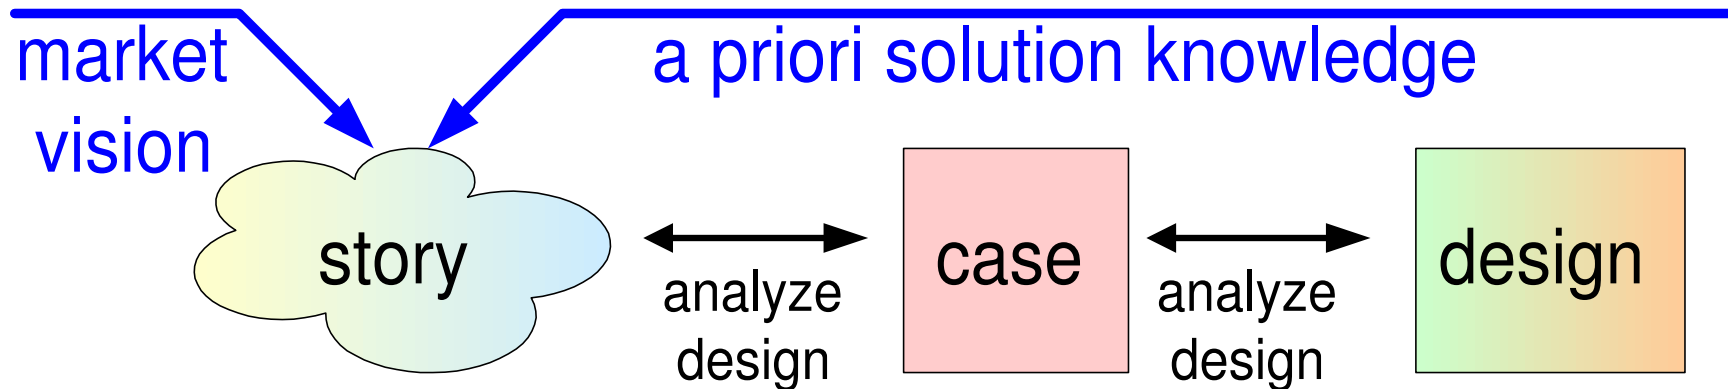 market
vision
a priori solution knowledge
story
analyze
design
case
analyze
design
design